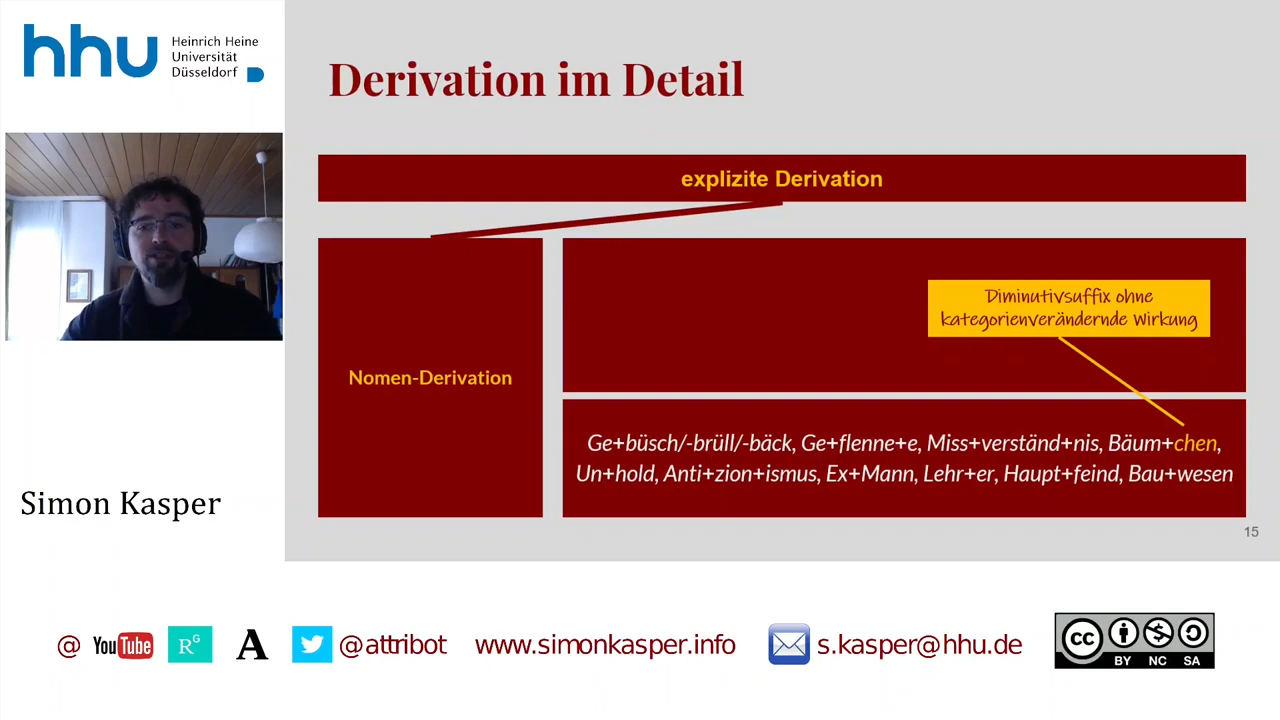 hhu
Heinrich Heine
Universität
Düsseldorf
Derivation im Detail
explizite Derivation
Diminutivsuffix ohne
kategorienverändernde Wirkung
Nomen-Derivation
Ge+büsch/-brüll/-bäck, Ge+flenne+e, Miss+verständ+nis, Bäum+chen,
Un+hold, Anti+zion+ismus, Ex+Mann, Lehr+er, Haupt+feind, Bau+wesen
Simon Kasper
15
@ YouTube RG A @attribot www.simonkasper.info s.kasper@hhu.de
cc BY NC SA